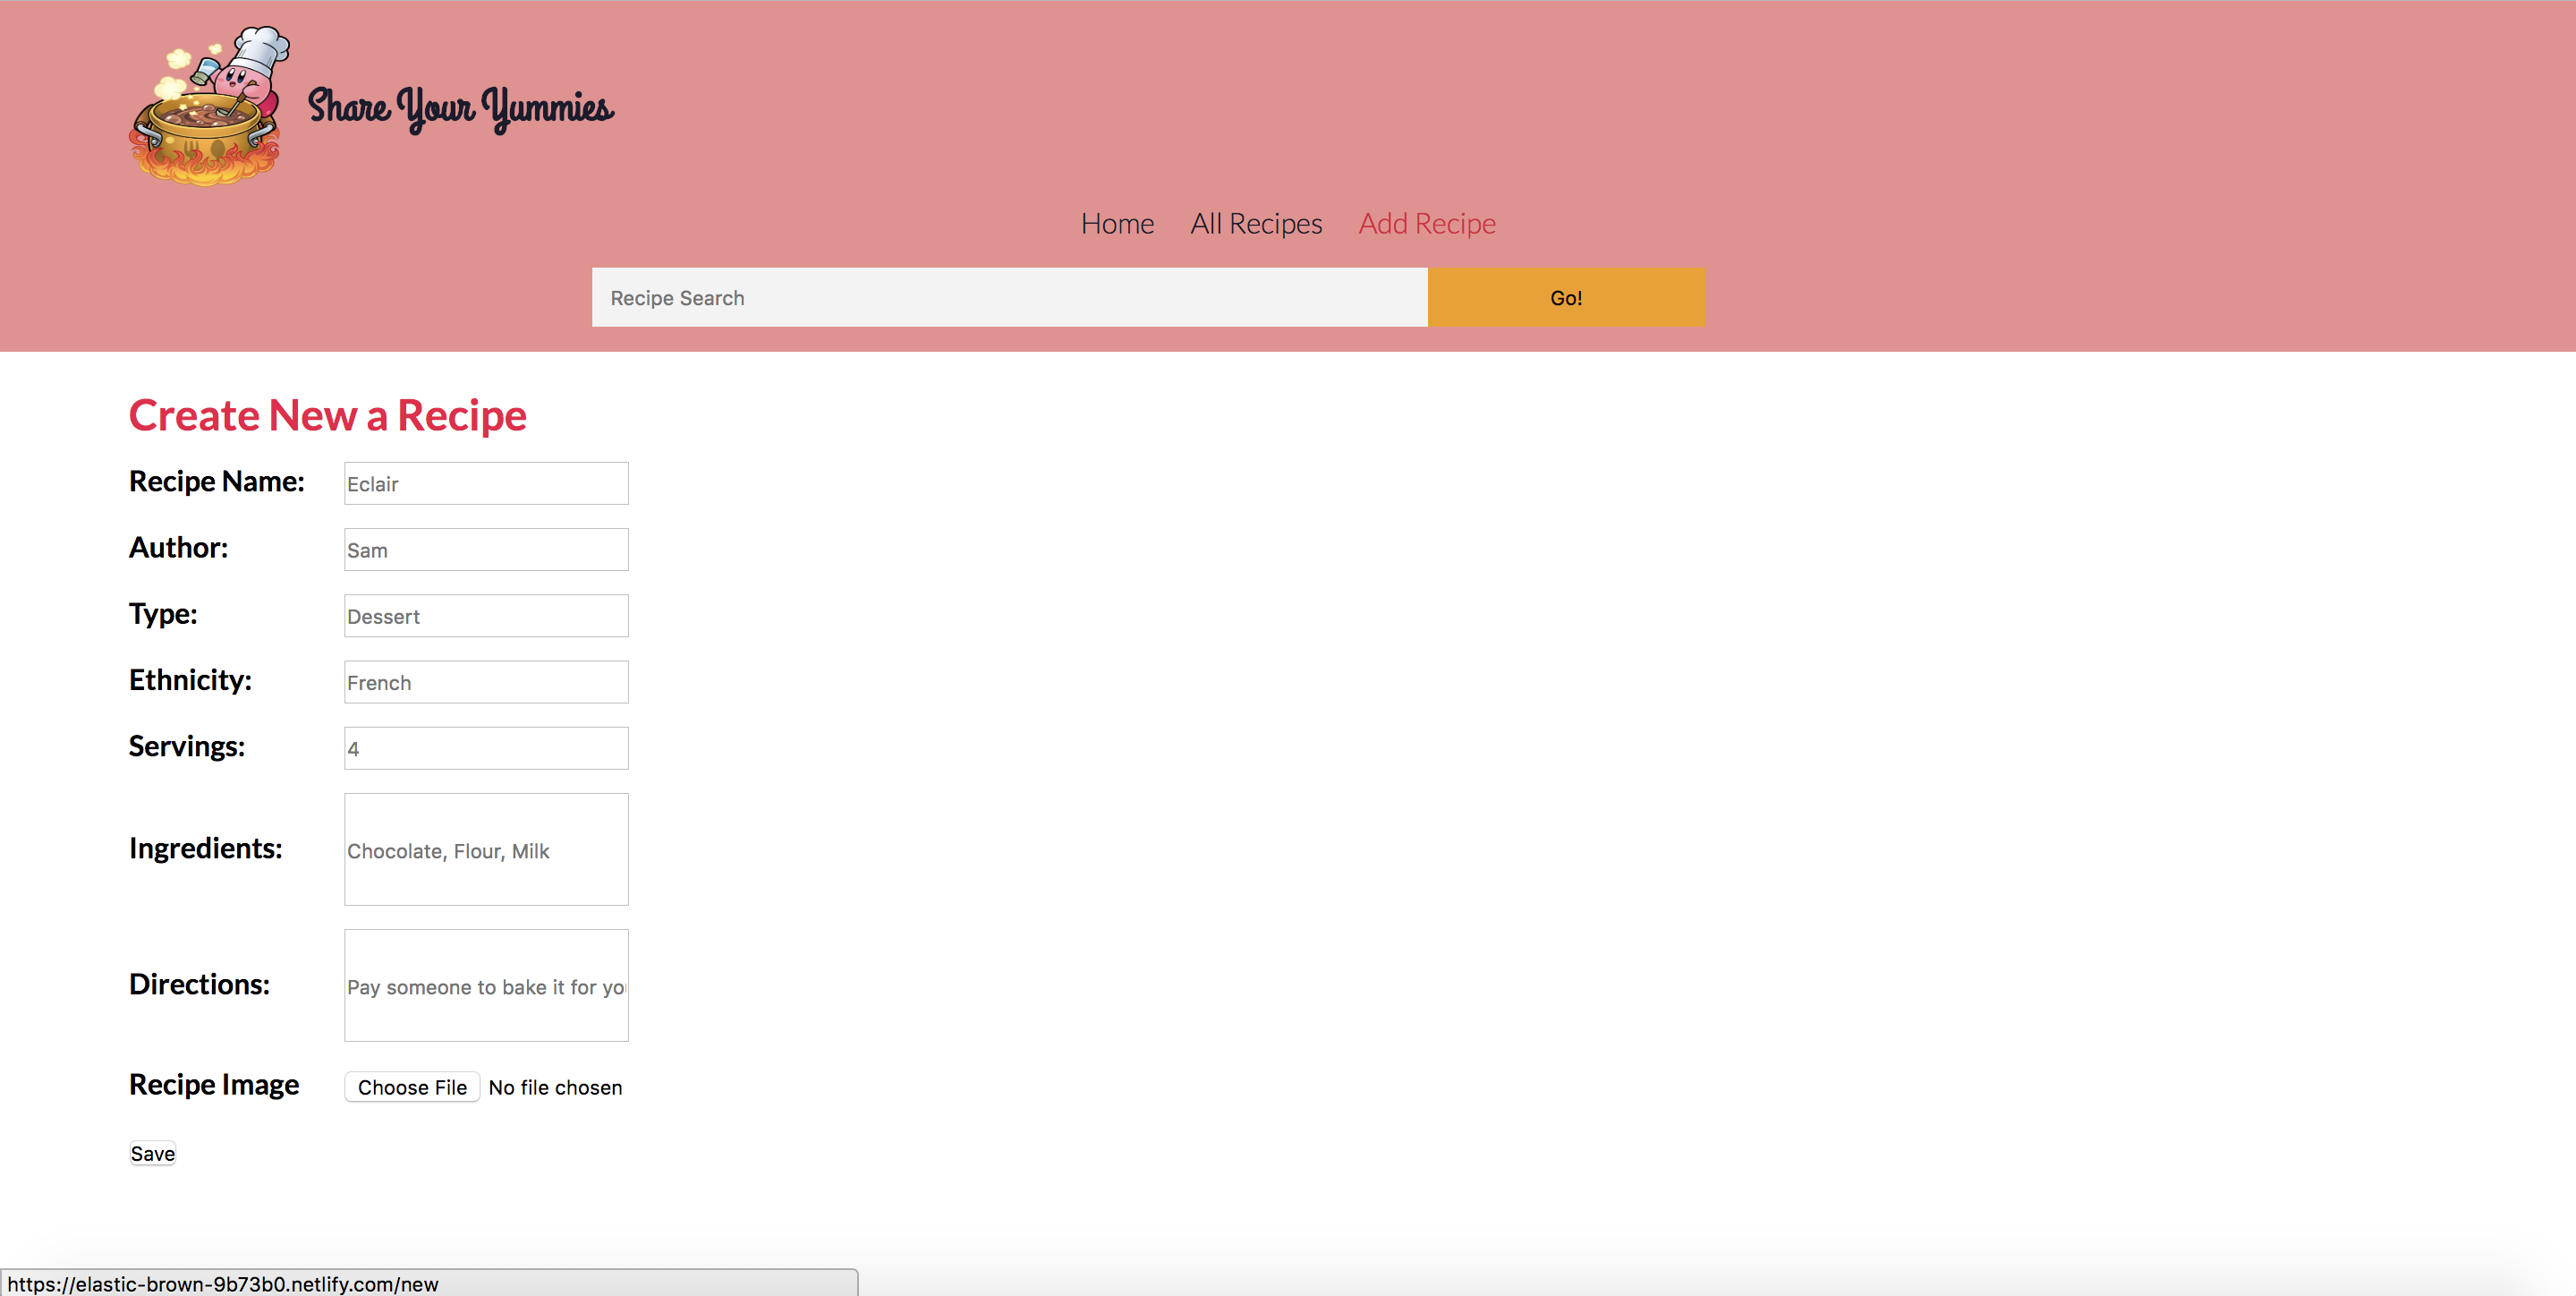 Share Your Yummies
Home All Recipes Add Recipe
Recipe Search Go!
Create New a Recipe
Recipe Name: Eclair
Author: Sam
Type: Dessert
Ethnicity: French
Servings: 4
Ingredients: Chocolate, Flour, Milk
Directions: Pay someone to bake it for yo
Recipe Image Choose File No file chosen
Save
https://elastic-brown-9b73b0.netlify.com/new